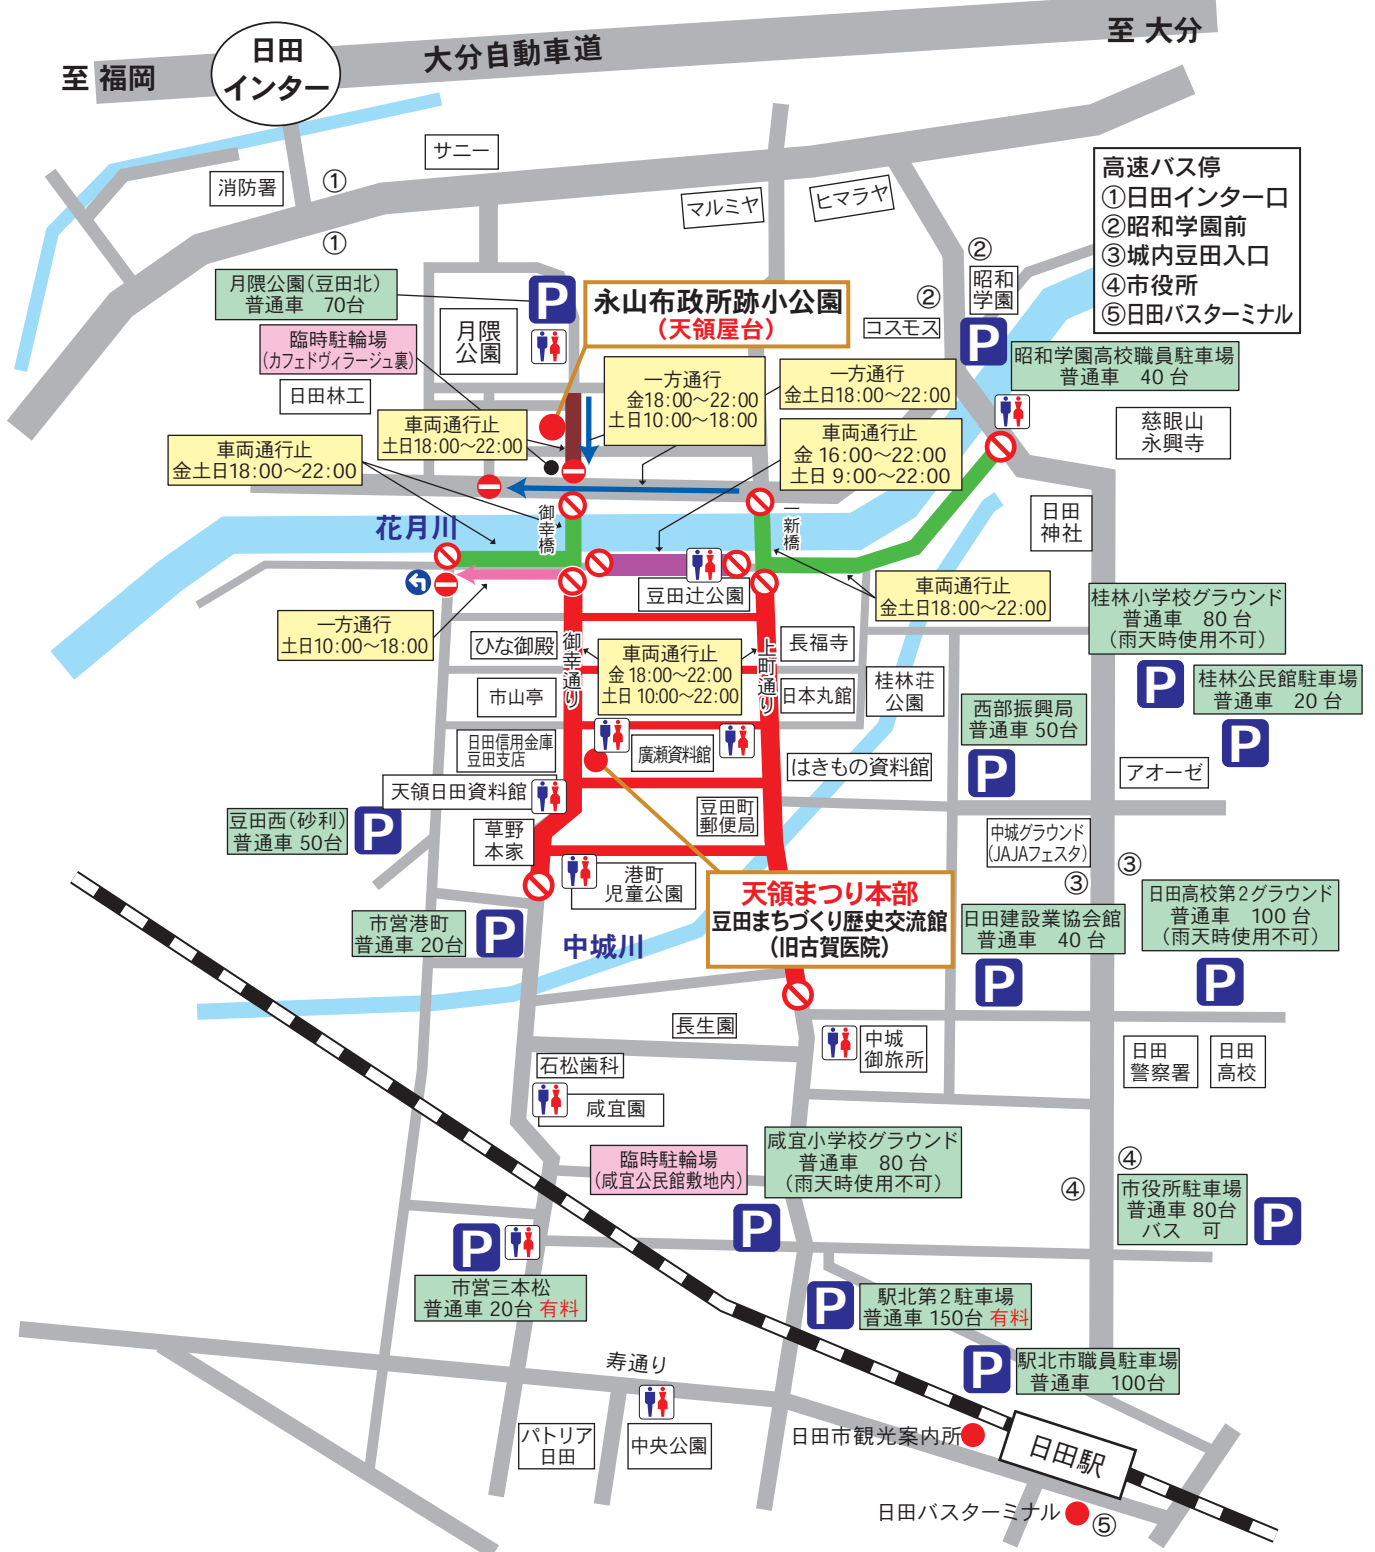 至 福岡
日田
インター
大分自動車道
至 大分
サニー
消防署
①
①
マルミヤ
ヒマラヤ
高速バス停
①日田インター口
②昭和学園前
③城内豆田入口
④市役所
⑤日田バスターミナル
②
②
昭和
学園
コスモス
月隈公園(豆田北)
普通車 70台
P
永山布政所跡小公園
(天領屋台)
臨時駐輪場
(カフェドヴィラージュ裏)
月隈
公園
P
昭和学園高校職員駐車場
普通車 40 台
日田林工
一方通行
金18:00〜22:00
土日10:00〜18:00
一方通行
金土日18:00〜22:00
慈眼山
永興寺
車両通行止
土日18:00〜22:00
車両通行止
金土日18:00〜22:00
車両通行止
金 16:00〜22:00
土日 9:00〜22:00
花月川
御幸橋
一新橋
日田
神社
豆田辻公園
車両通行止
金土日18:00〜22:00
桂林小学校グラウンド
普通車 80 台
(雨天時使用不可)
一方通行
土日10:00〜18:00
ひな御殿
御幸通り
車両通行止
金 18:00〜22:00
土日 10:00〜22:00
上町通り
長福寺
市山亭
日本丸館
桂林荘
公園
西部振興局
普通車 50台
P
P
桂林公民館駐車場
普通車 20 台
P
日田信用金庫
豆田支店
廣瀬資料館
はきもの資料館
アオーゼ
天領日田資料館
豆田町
郵便局
豆田西(砂利)
普通車 50台
P
草野
本家
中城グラウンド
(JAJAフェスタ)
③
③
港町
児童公園
天領まつり本部
豆田まちづくり歴史交流館
(旧古賀医院)
日田高校第2グラウンド
普通車 100 台
(雨天時使用不可)
P
市営港町
普通車 20台
P
中城川
日田建設業協会館
普通車 40 台
P
長生園
中城
御旅所
日田
警察署
日田
高校
石松歯科
咸宜園
臨時駐輪場
(咸宜公民館敷地内)
咸宜小学校グラウンド
普通車 80 台
(雨天時使用不可)
P
④
④
市役所駐車場
普通車 80台
バス 可
P
P
市営三本松
普通車 20台 有料
P
駅北第2駐車場
普通車 150台 有料
P
駅北市職員駐車場
普通車 100台
寿通り
パトリア
日田
中央公園
日田市観光案内所
日田駅
日田バスターミナル
⑤